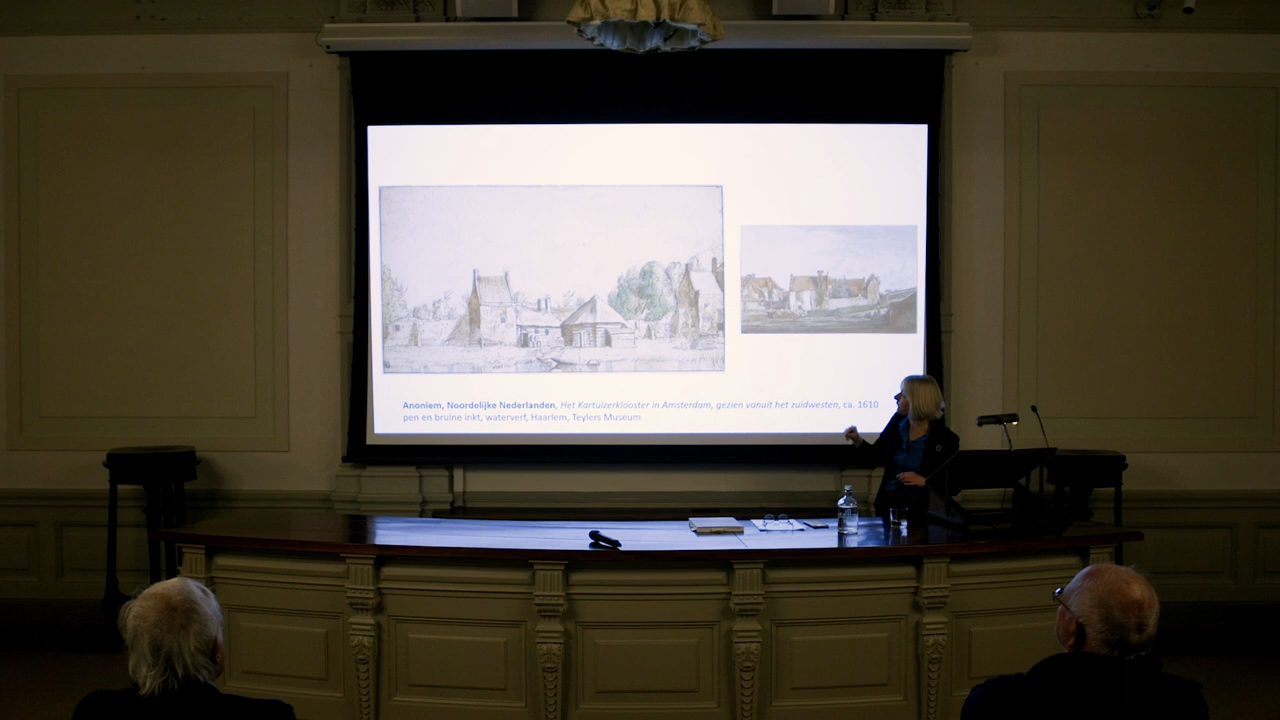 Anoniem, Noordelijke Nederlanden, Het Kartuizerklooster in Amsterdam, gezien vanuit het zuidwesten, ca. 1610
pen en bruine inkt, waterverf, Haarlem, Teylers Museum